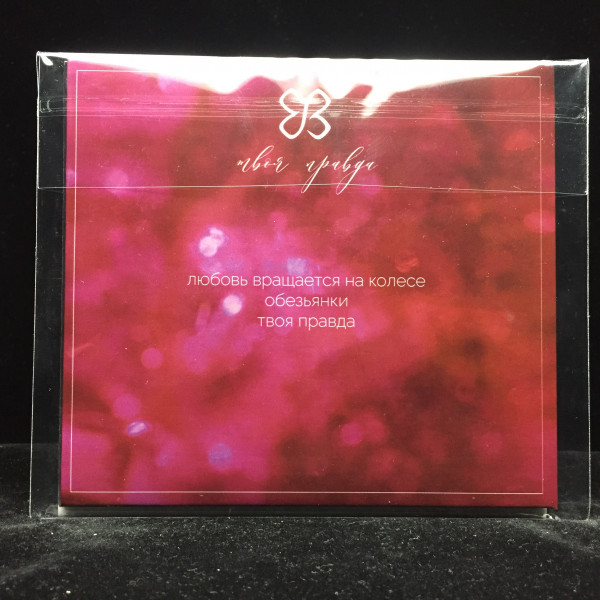 твоя правда
любовь вращается на колесе
обезьянки
твоя правда